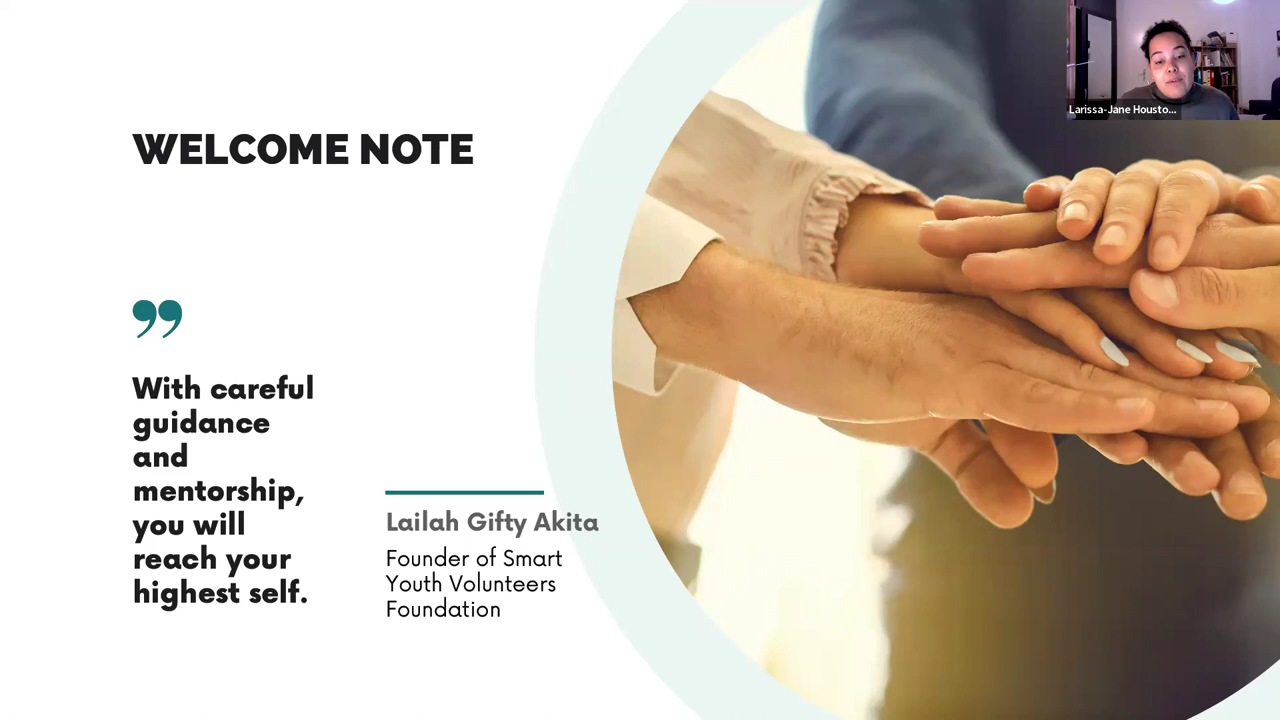 Larissa-Jane Housto...
WELCOME NOTE
”
With careful
guidance
and
mentorship,
you will
reach your
highest self.
Lailah Gifty Akita
Founder of Smart
Youth Volunteers
Foundation